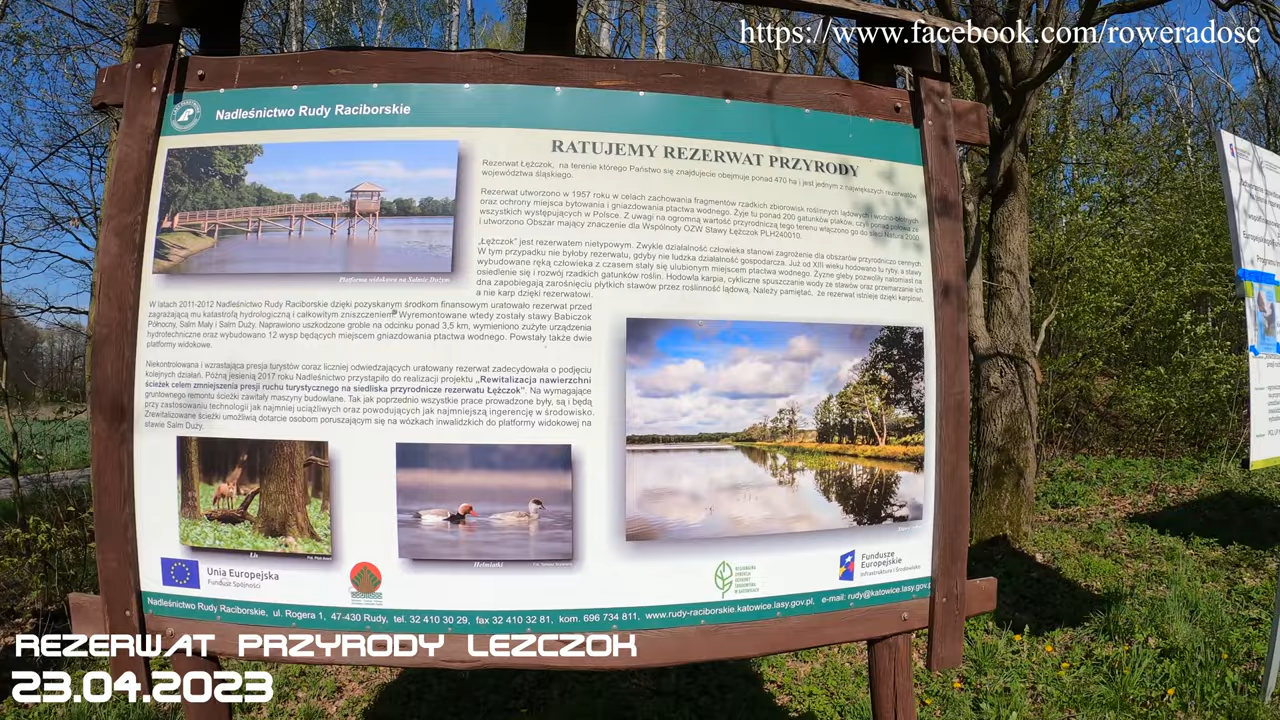 https://www.facebook.com/roweradosc
Nadleśnictwo Rudy Raciborskie
RATUJEMY REZERWAT PRZYRODY
Rezerwat Łężczok, na terenie którego Państwo się znajdujecie obejmuje ponad 470 ha i jest jednym z największych rezerwatów
województwa śląskiego.
Rezerwat utworzono w 1957 roku w celach zachowania fragmentów rzadkich zbiorowisk roślinnych lądowych i wodno-błotnych
oraz ochrony miejsca bytowania i gniazdowania ptactwa wodnego. Żyje tu ponad 200 gatunków ptaków, czyli ponad połowa ze
wszystkich występujących w Polsce. Z uwagi na ogromną wartość przyrodniczą tego terenu włączono go do sieci Natura 2000
i utworzono Obszar mający znaczenie dla Wspólnoty OZW Stawy Łężczok PLH240010.
„Łężczok" jest rezerwatem nietypowym. Zwykle działalność człowieka stanowi zagrożenie dla obszarów przyrodniczo cennych.
W tym przypadku nie byłoby rezerwatu, gdyby nie ludzka działalność gospodarcza. Już od XIII wieku hodowano tu ryby, a stawy
wybudowane ręką człowieka z czasem stały się ulubionym miejscem ptactwa wodnego. Żyzne gleby pozwoliły natomiast na
osiedlenie się i rozwój rzadkich gatunków roślin. Hodowla karpia, cykliczne spuszczanie wody ze stawów oraz przemarzanie ich
dna zapobiegają zarośnięciu płytkich stawów przez roślinność lądową. Należy pamiętać, że rezerwat istnieje dzięki karpiowi,
a nie karp dzięki rezerwatowi.
Platforma widokowa na Salmie Dużym
W latach 2011-2012 Nadleśnictwo Rudy Raciborskie dzięki pozyskanym środkom finansowym uratowało rezerwat przed
zagrażającą mu katastrofą hydrologiczną i całkowitym zniszczeniem. Wyremontowane wtedy zostały stawy Babiczok
Północny, Salm Mały i Salm Duży. Naprawiono uszkodzone groble na odcinku ponad 3,5 km, wymieniono zużyte urządzenia
hydrotechniczne oraz wybudowano 12 wysp będących miejscem gniazdowania ptactwa wodnego. Powstały także dwie
platformy widokowe.
Niekontrolowana i wzrastająca presja turystów coraz liczniej odwiedzających uratowany rezerwat zadecydowała o podjęciu
kolejnych działań. Późną jesienią 2017 roku Nadleśnictwo przystąpiło do realizacji projektu „Rewitalizacja nawierzchni
ścieżek celem zmniejszenia presji ruchu turystycznego na siedliska przyrodnicze rezerwatu Łężczok". Na wymagające
gruntownego remontu ścieżki zawitały maszyny budowlane. Tak jak poprzednio wszystkie prace prowadzone były, są i będą
przy zastosowaniu technologii jak najmniej uciążliwych oraz powodujących jak najmniejszą ingerencję w środowisko.
Zrewitalizowane ścieżki umożliwią dotarcie osobom poruszającym się na wózkach inwalidzkich do platformy widokowej na
stawie Salm Duży.
Hełmiatki
Unia Europejska
Fundusz Spójności
REGIONALNA
DYREKCJA
OCHRONY
ŚRODOWISKA
W KATOWICACH
Fundusze
Europejskie
Infrastruktura i Środowisko
Nadleśnictwo Rudy Raciborskie, ul. Rogera 1, 47-430 Rudy, tel. 32 410 30 29, fax 32 410 32 81, kom. 696 734 811, www.rudy-raciborskie.katowice.lasy.gov.pl, e-mail: rudy@katowice.lasy.gov.p
REZERWAT PRZYRODY LEZCZOK
23.04.2023